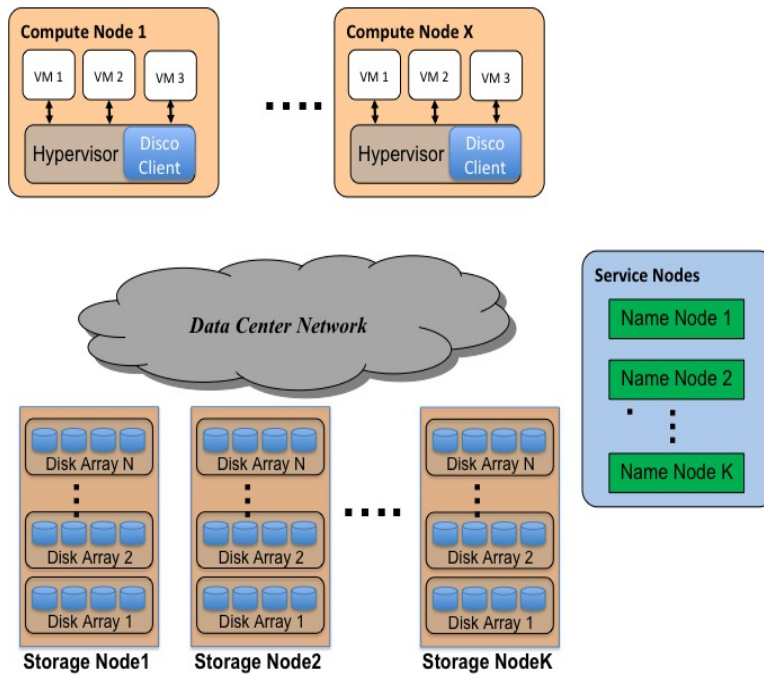 Compute Node 1
VM 1
VM 2
VM 3
Hypervisor
Disco
Client
Compute Node X
VM 1
VM 2
VM 3
Hypervisor
Disco
Client
Data Center Network
Service Nodes
Name Node 1
Name Node 2
Name Node K
Disk Array N
Disk Array 2
Disk Array 1
Storage Node1
Disk Array N
Disk Array 2
Disk Array 1
Storage Node2
Disk Array N
Disk Array 2
Disk Array 1
Storage NodeK